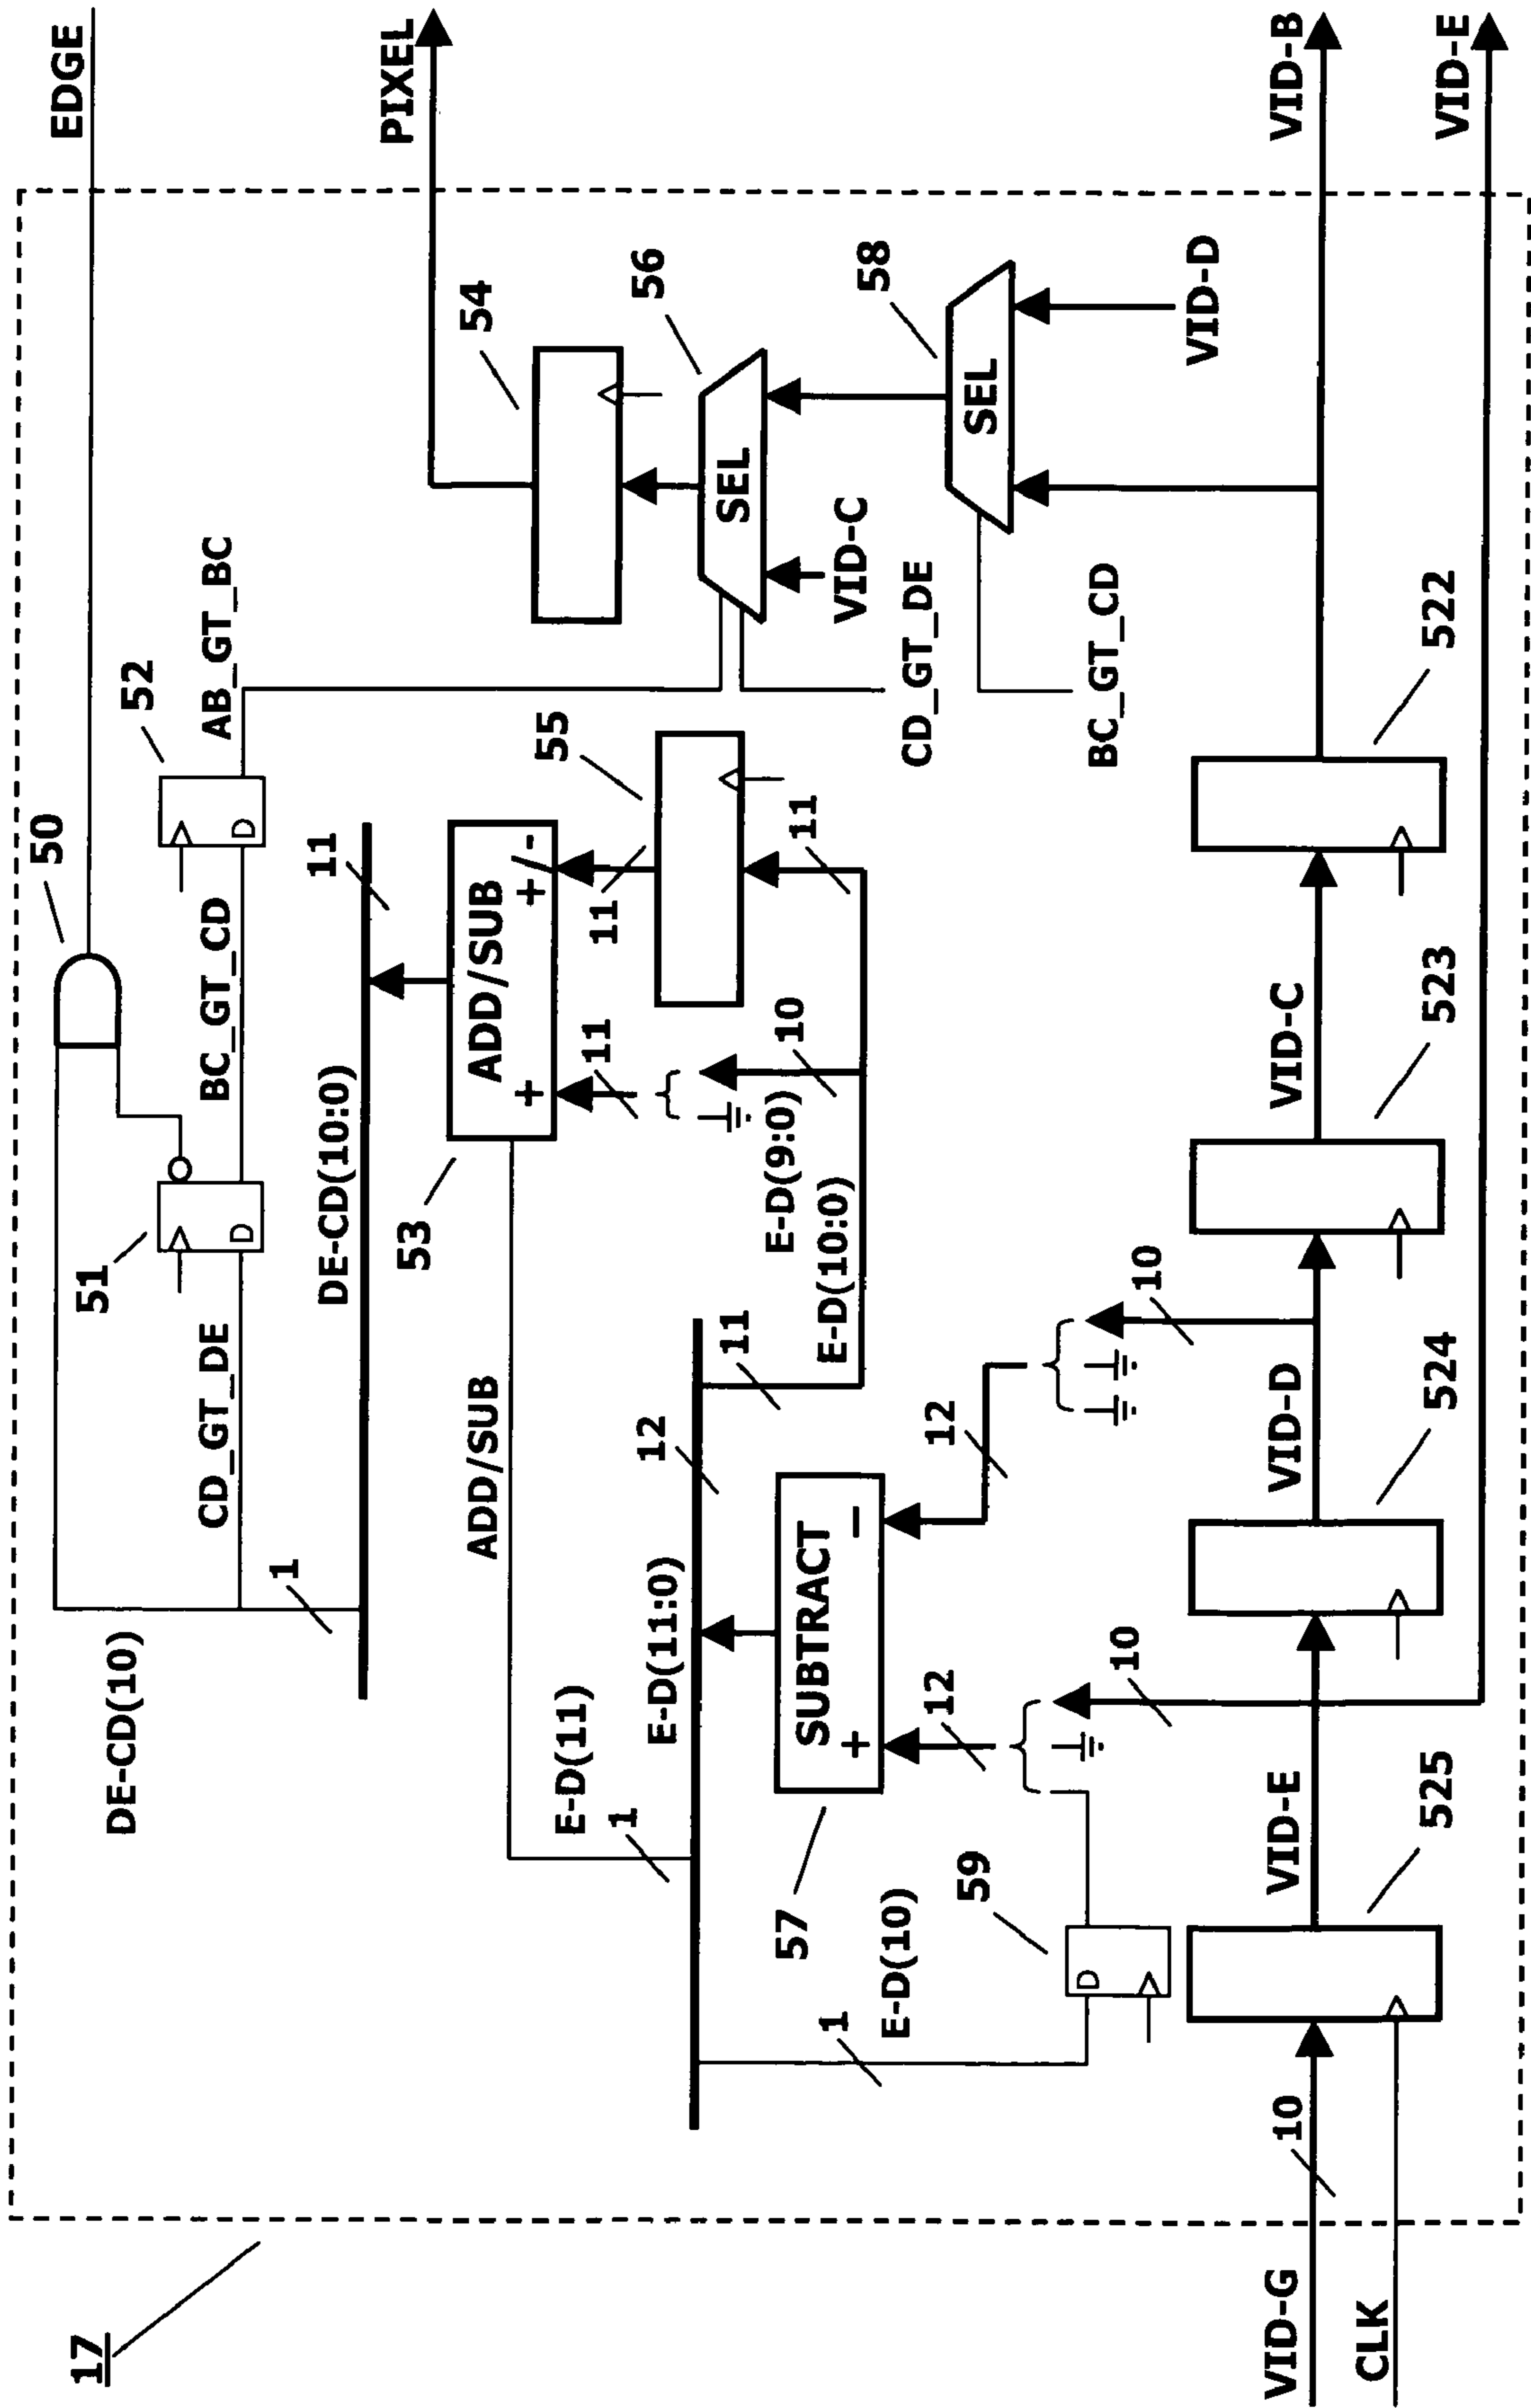 17
EDGE
50
DE-CD(10)
51
52
CD_GT_DE
D
BC_GT_CD
D
AB_GT_BC
1
DE-CD(10:0)
11
PIXEL
54
ADD/SUB
53
ADD/SUB
+
+/-
55
11
11
56
SEL
VID-C
E-D(11)
1
E-D(11:0)
12
11
E-D(9:0)
10
E-D(10:0)
11
CD_GT_DE
58
SEL
BC_GT_CD
VID-D
57
SUBTRACT
+
−
12
12
1
E-D(10)
59
D
10
10
VID-G
10
VID-E
VID-D
VID-C
VID-B
CLK
525
524
523
522
VID-E